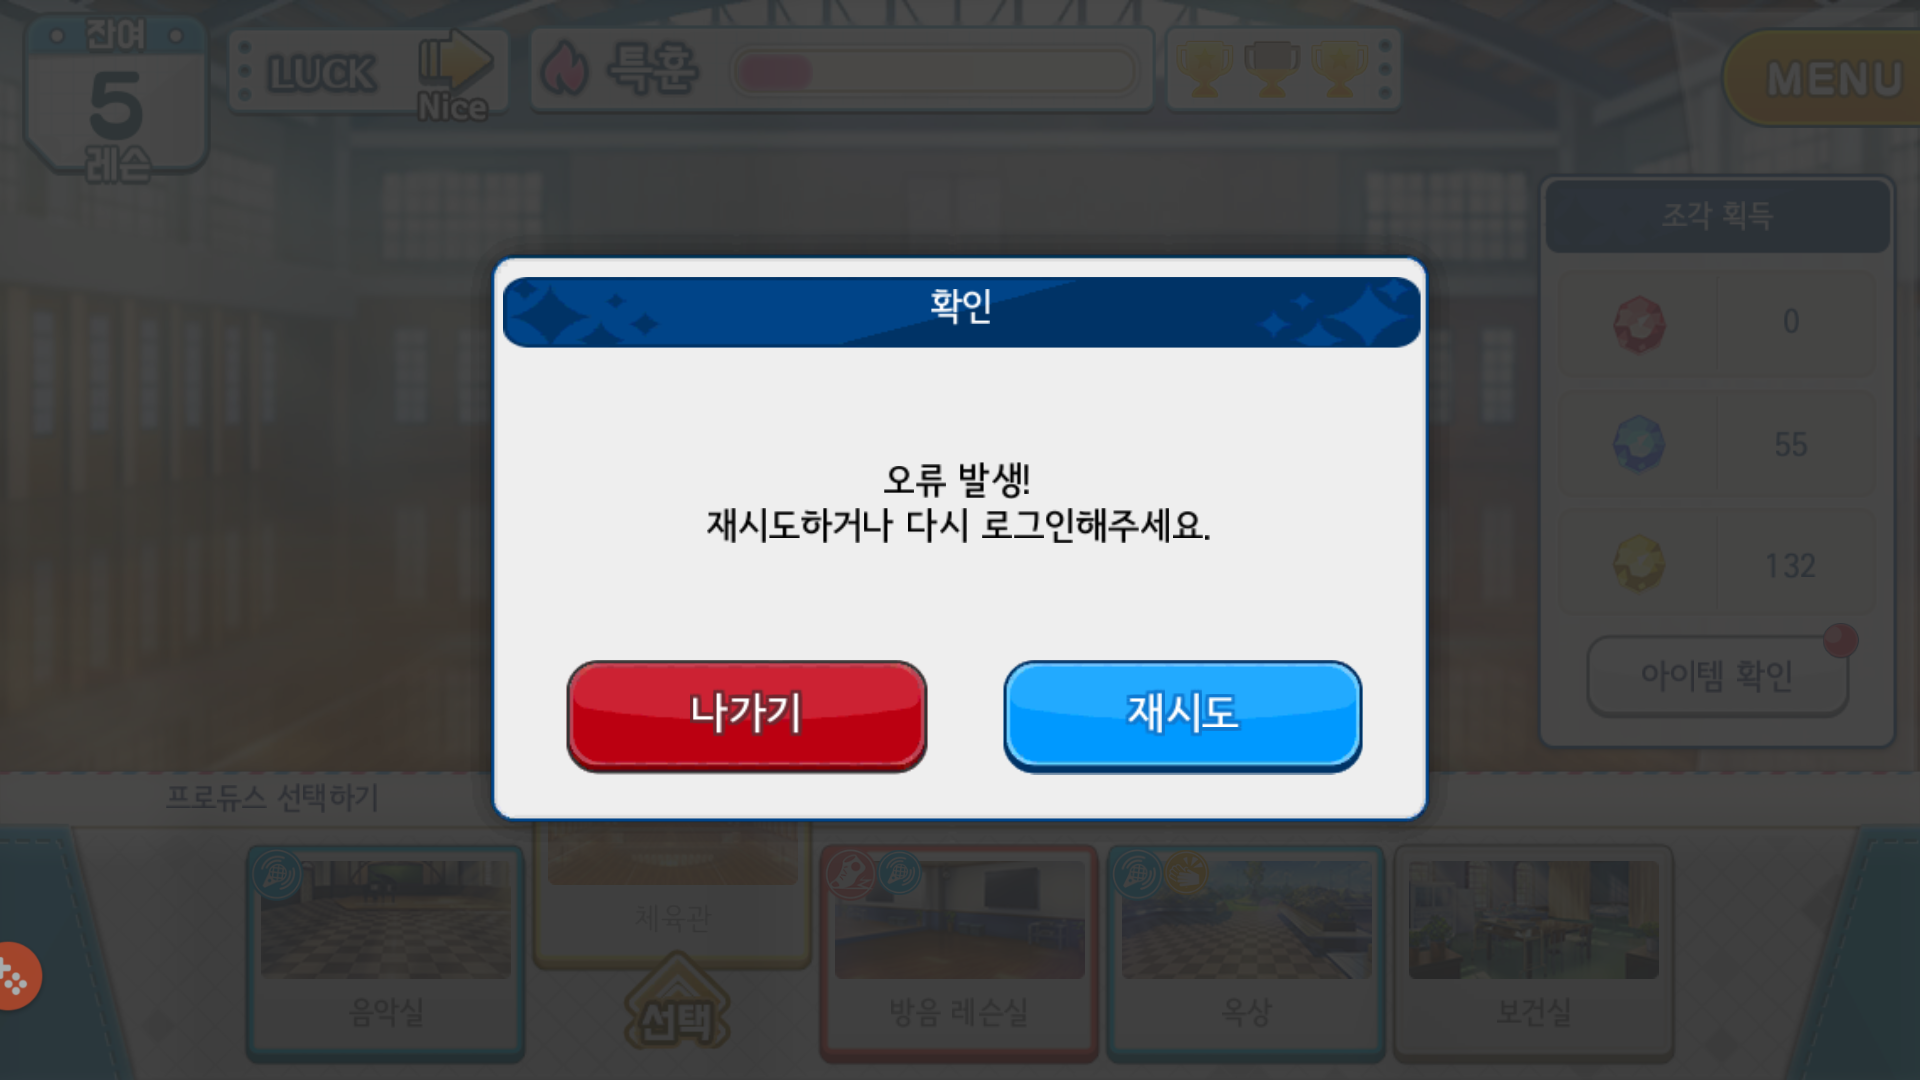 잔여
5
레슨
LUCK
Nice
특훈
MENU
조각 획득
0
55
132
아이템 확인
확인
오류 발생!
재시도하거나 다시 로그인해주세요.
나가기
재시도
프로듀스 선택하기
음악실
체육관
선택
방음 레슨실
옥상
보건실